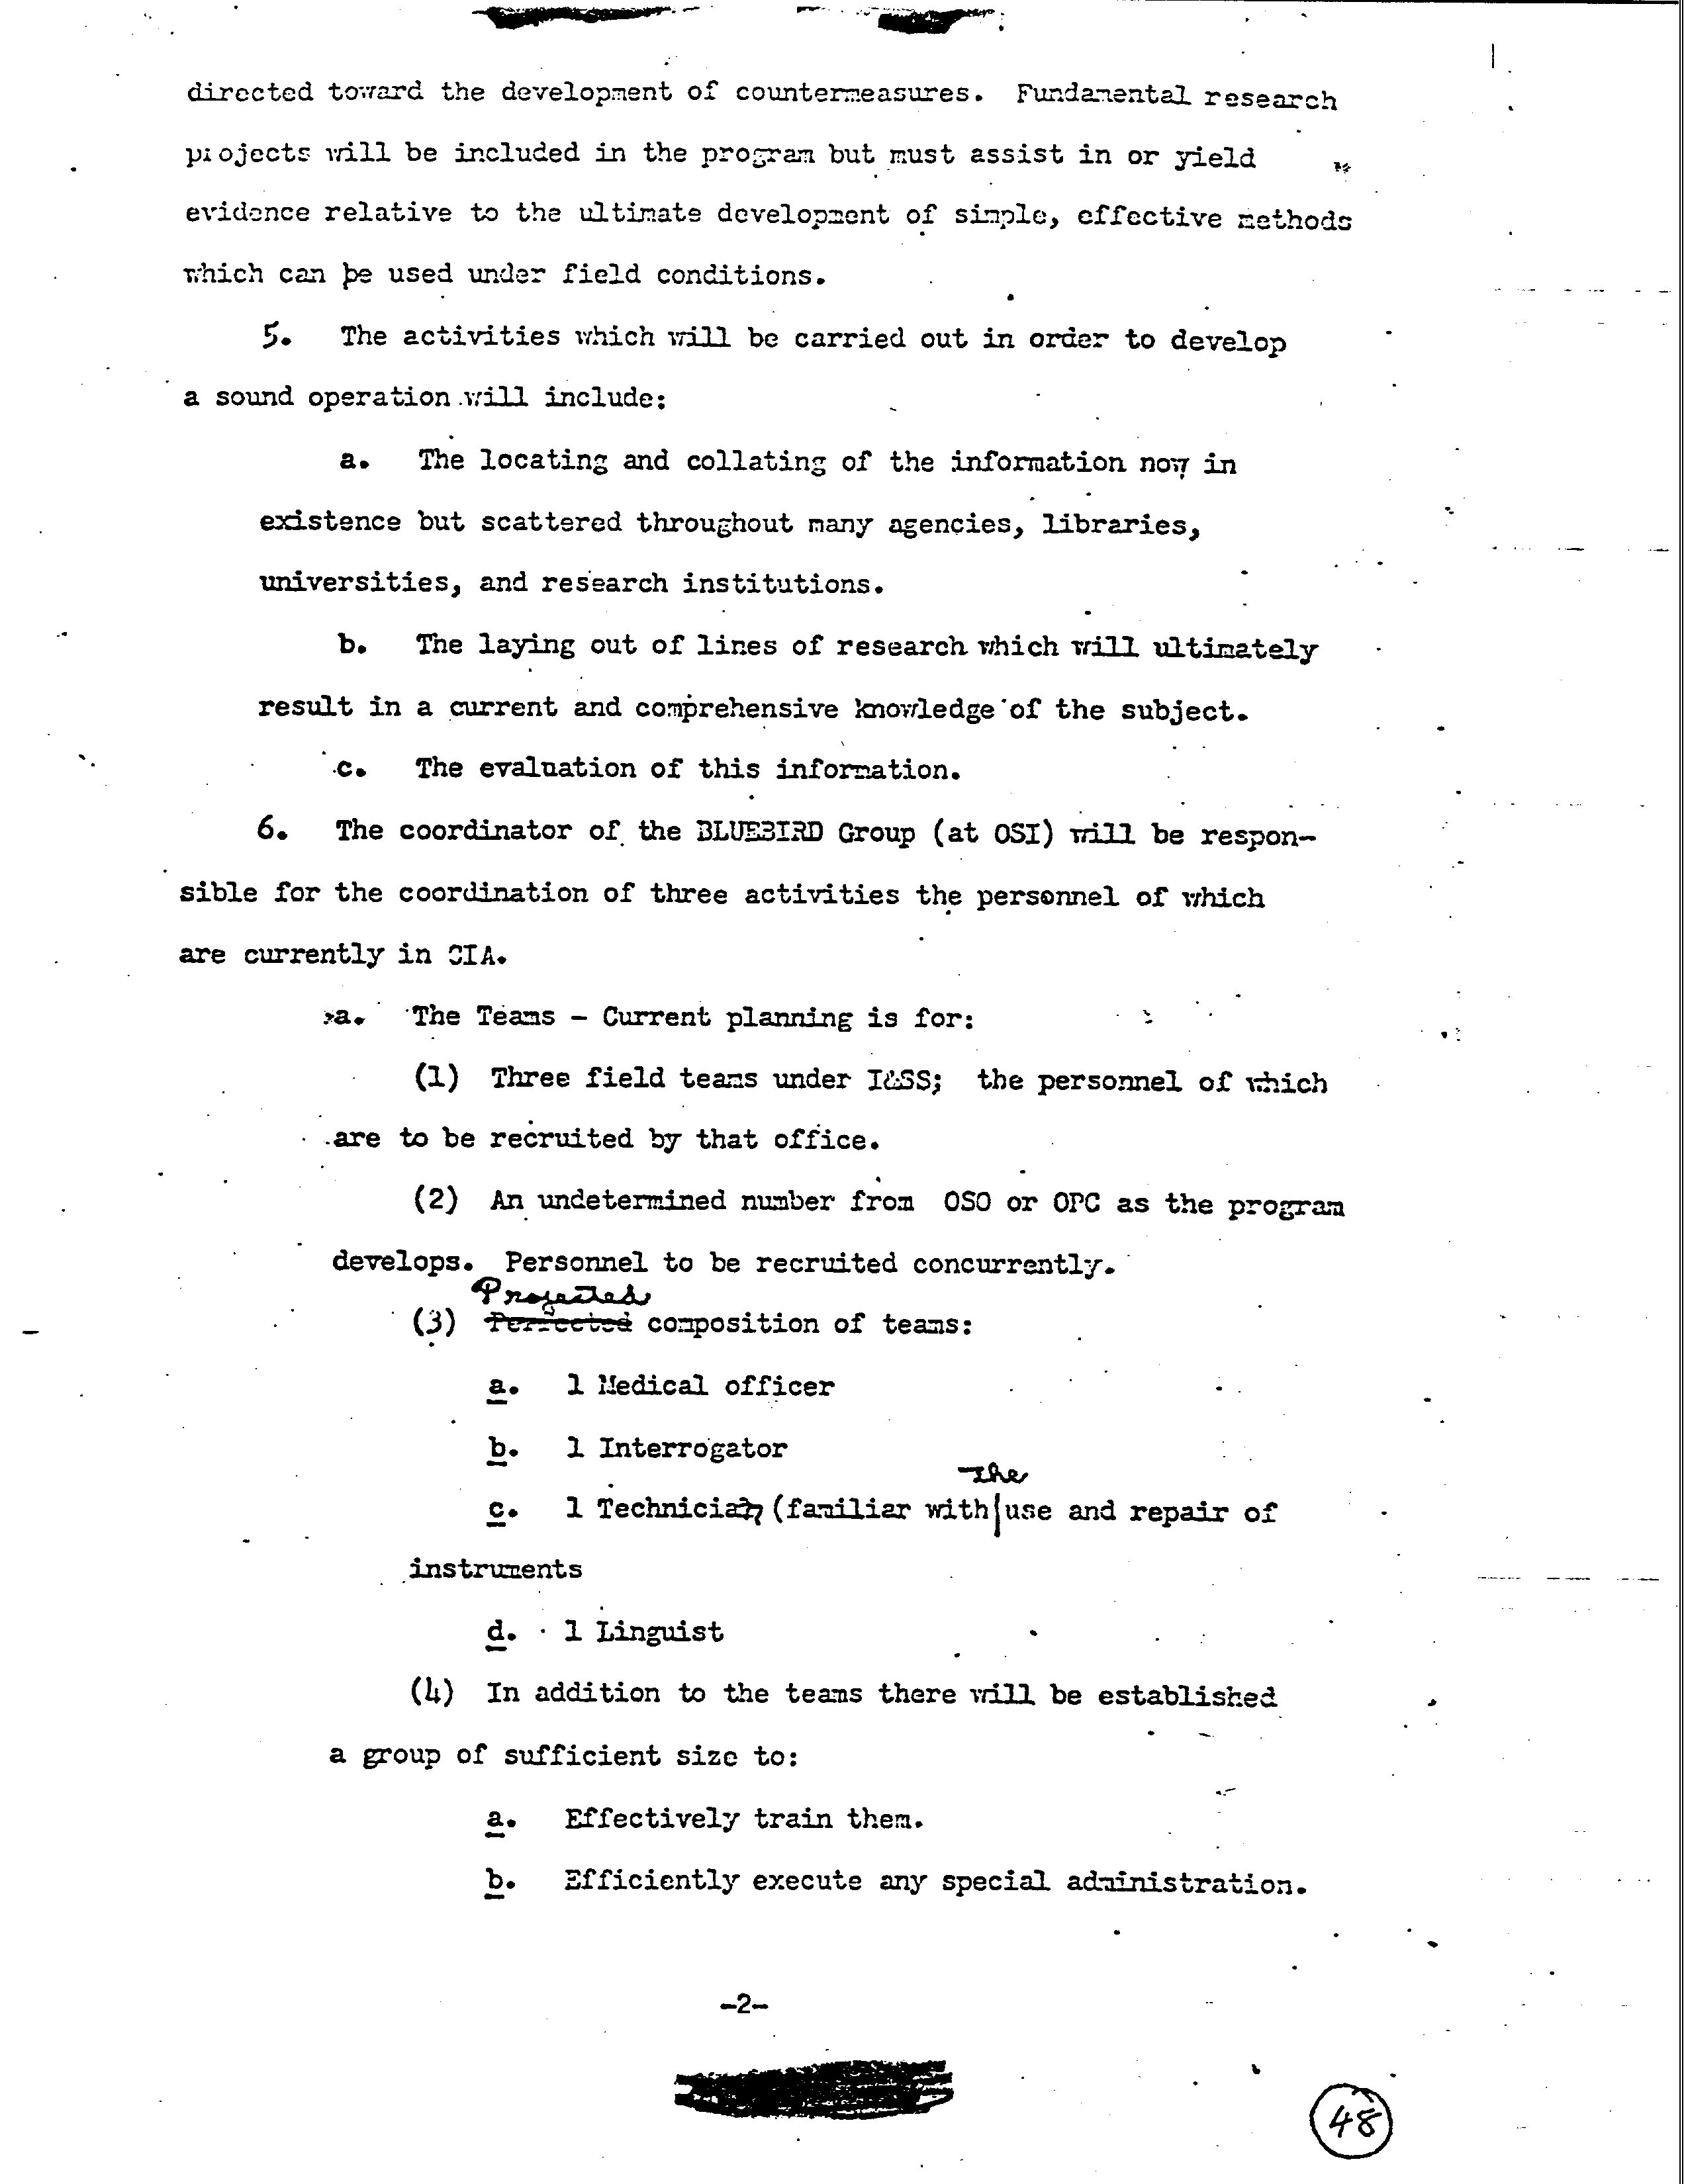 directed toward the development of countermeasures. Fundamental research
projects will be included in the program but must assist in or yield
evidence relative to the ultimate development of simple, effective methods
which can be used under field conditions.
5. The activities which will be carried out in order to develop
a sound operation will include:
a. The locating and collating of the information now in
existence but scattered throughout many agencies, libraries,
universities, and research institutions.
b. The laying out of lines of research which will ultimately
result in a current and comprehensive knowledge of the subject.
c. The evaluation of this information.
6. The coordinator of the BLUEBIRD Group (at OSI) will be respon-
sible for the coordination of three activities the personnel of which
are currently in CIA.
a. The Teams - Current planning is for:
(1) Three field teams under I&SS; the personnel of which
are to be recruited by that office.
(2) An undetermined number from OSO or OPC as the program
develops. Personnel to be recruited concurrently.
Projected
(3) Perfected composition of teams:
a. 1 Medical officer
b. 1 Interrogator
the
c. 1 Technician (familiar with use and repair of
instruments
d. 1 Linguist
(4) In addition to the teams there will be established
a group of sufficient size to:
a. Effectively train them.
b. Efficiently execute any special administration.
-2-
48